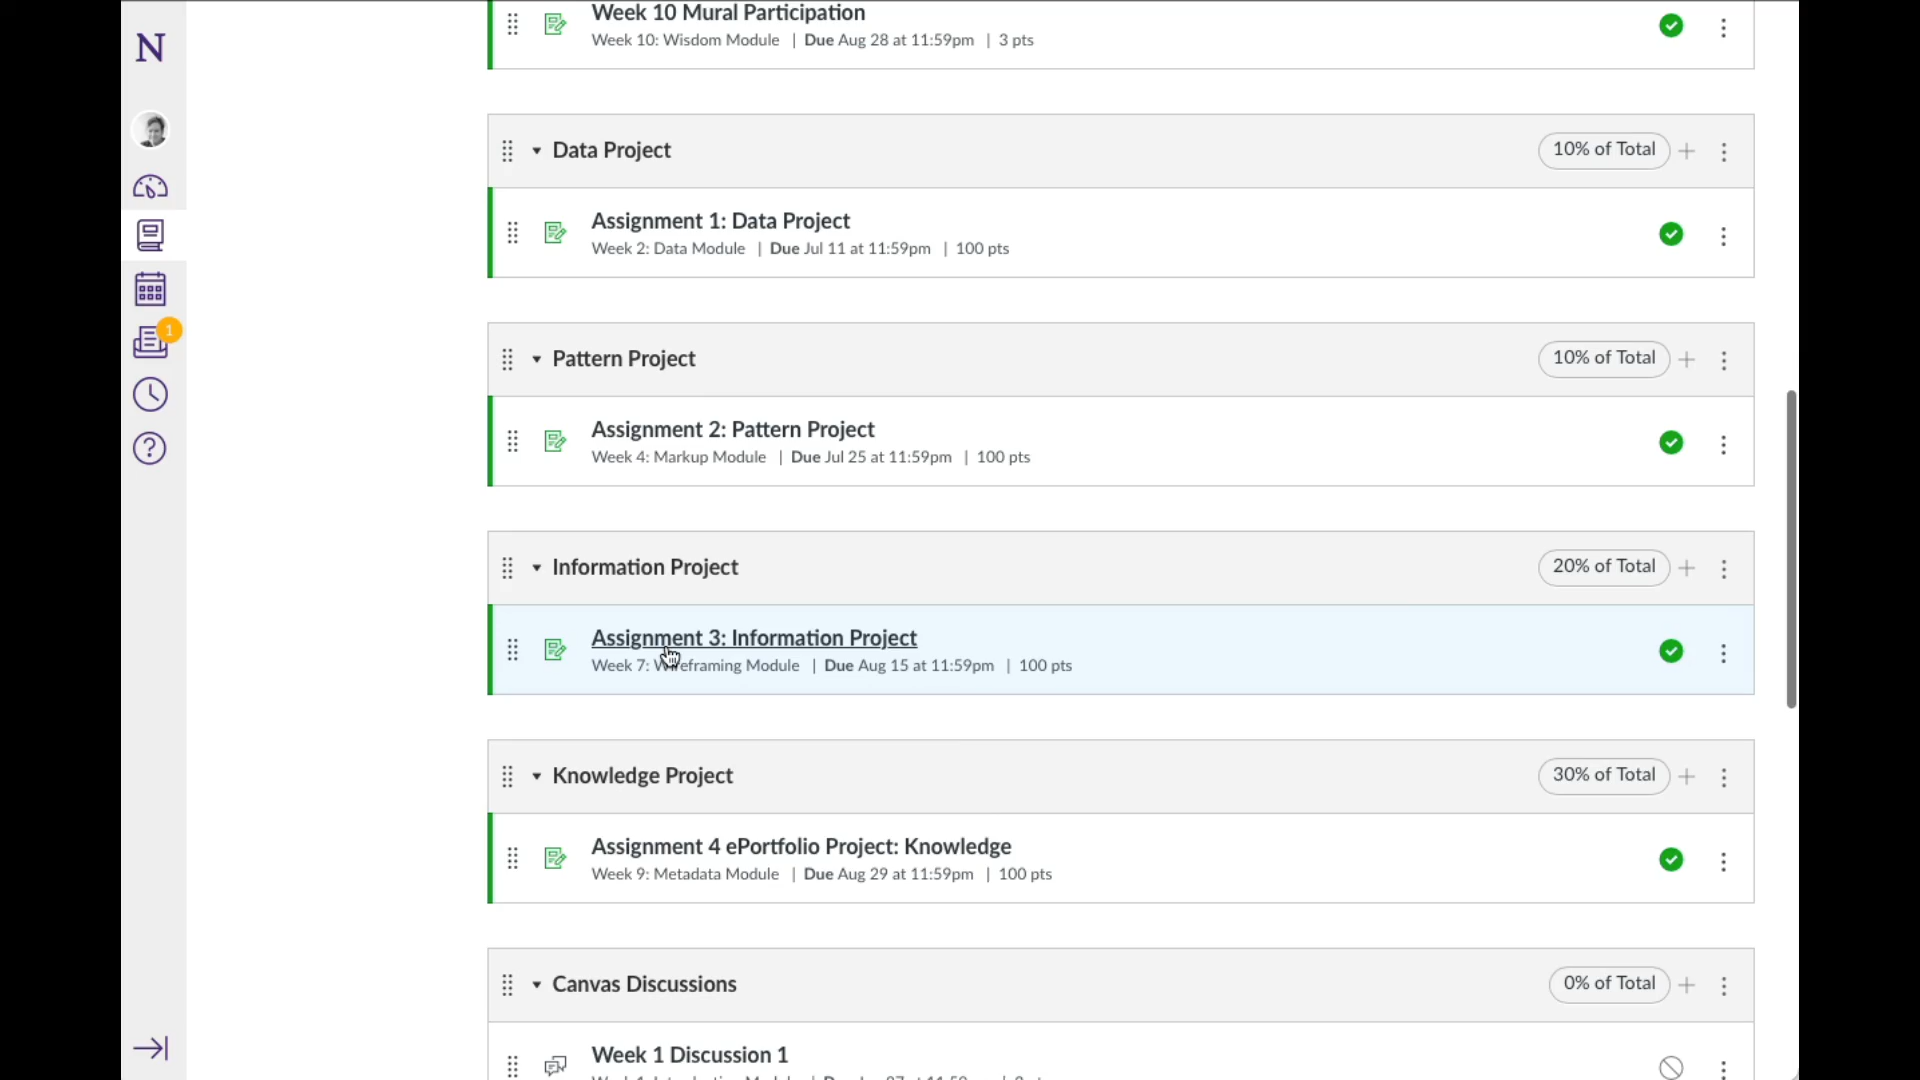 N
1
Week 10 Mural Participation
Week 10: Wisdom Module | Due Aug 28 at 11:59pm | 3 pts
Data Project
10% of Total
Assignment 1: Data Project
Week 2: Data Module | Due Jul 11 at 11:59pm | 100 pts
Pattern Project
10% of Total
Assignment 2: Pattern Project
Week 4: Markup Module | Due Jul 25 at 11:59pm | 100 pts
Information Project
20% of Total
Assignment 3: Information Project
Week 7: Wireframing Module | Due Aug 15 at 11:59pm | 100 pts
Knowledge Project
30% of Total
Assignment 4 ePortfolio Project: Knowledge
Week 9: Metadata Module | Due Aug 29 at 11:59pm | 100 pts
Canvas Discussions
0% of Total
Week 1 Discussion 1